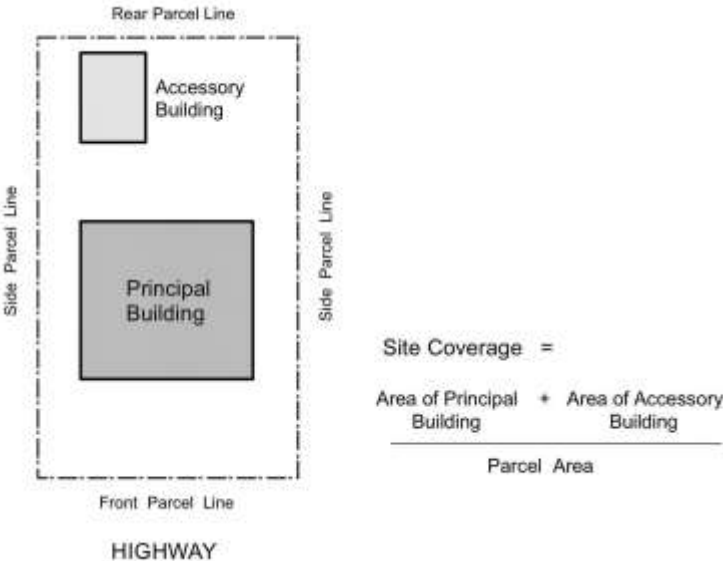 Rear Parcel Line
Accessory
Building
Side Parcel Line
Side Parcel Line
Principal
Building
Site Coverage =
Area of Principal + Area of Accessory
Building Building
Parcel Area
Front Parcel Line
HIGHWAY